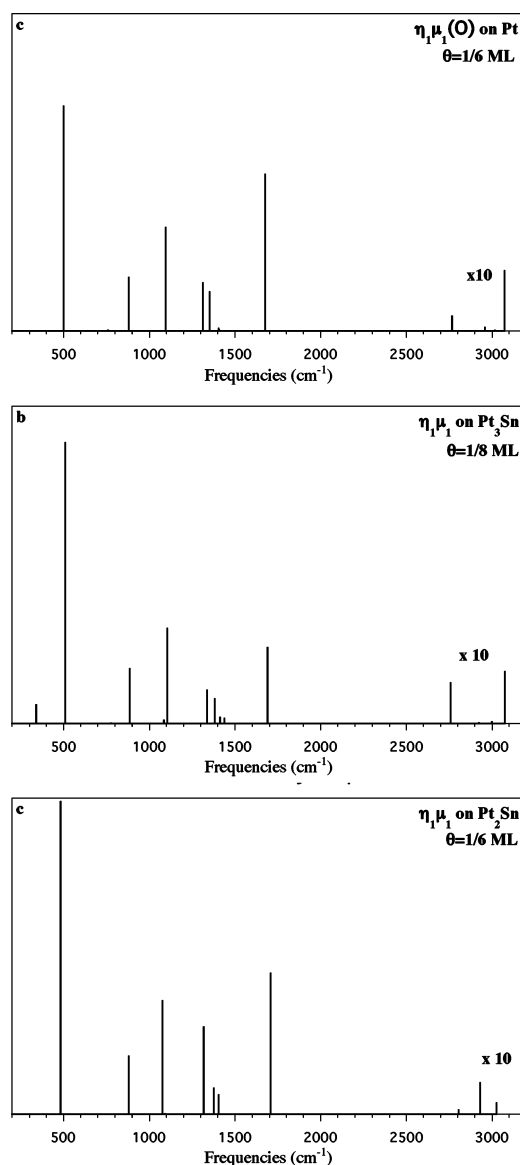 c
η₁μ₁(O) on Pt
θ=1/6 ML
x10
500 1000 1500 2000 2500 3000
Frequencies (cm⁻¹)
b
η₁μ₁ on Pt₃Sn
θ=1/8 ML
x 10
500 1000 1500 2000 2500 3000
Frequencies (cm⁻¹)
c
η₁μ₁ on Pt₂Sn
θ=1/6 ML
x 10
500 1000 1500 2000 2500 3000
Frequencies (cm⁻¹)